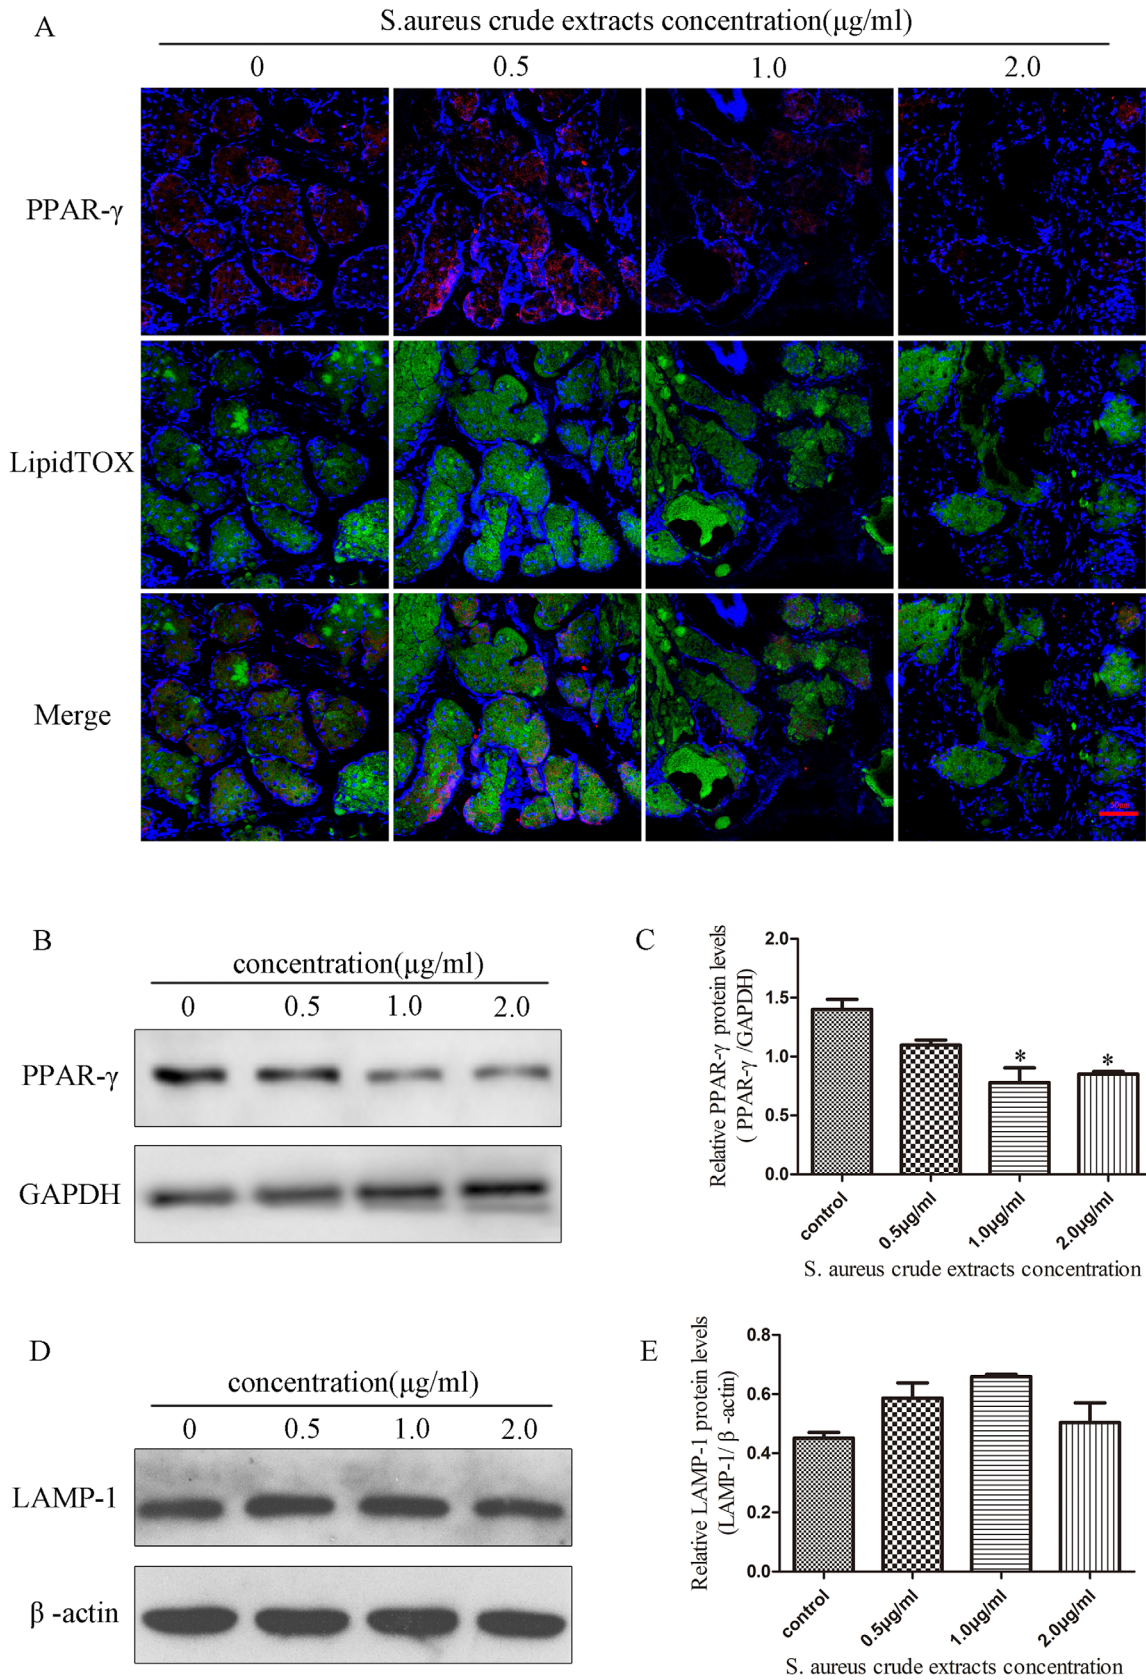 A
S.aureus crude extracts concentration(μg/ml)
0 0.5 1.0 2.0
PPAR-γ
LipidTOX
Merge
50μm
B
concentration(μg/ml)
0 0.5 1.0 2.0
PPAR-γ
GAPDH
C
Relative PPAR-γ protein levels
( PPAR-γ /GAPDH)
2.0
1.5
1.0
0.5
0.0
* *
control 0.5μg/ml 1.0μg/ml 2.0μg/ml
S. aureus crude extracts concentration
D
concentration(μg/ml)
0 0.5 1.0 2.0
LAMP-1
β -actin
E
Relative LAMP-1 protein levels
(LAMP-1/ β -actin)
0.8
0.6
0.4
0.2
0.0
control 0.5μg/ml 1.0μg/ml 2.0μg/ml
S. aureus crude extracts concentration